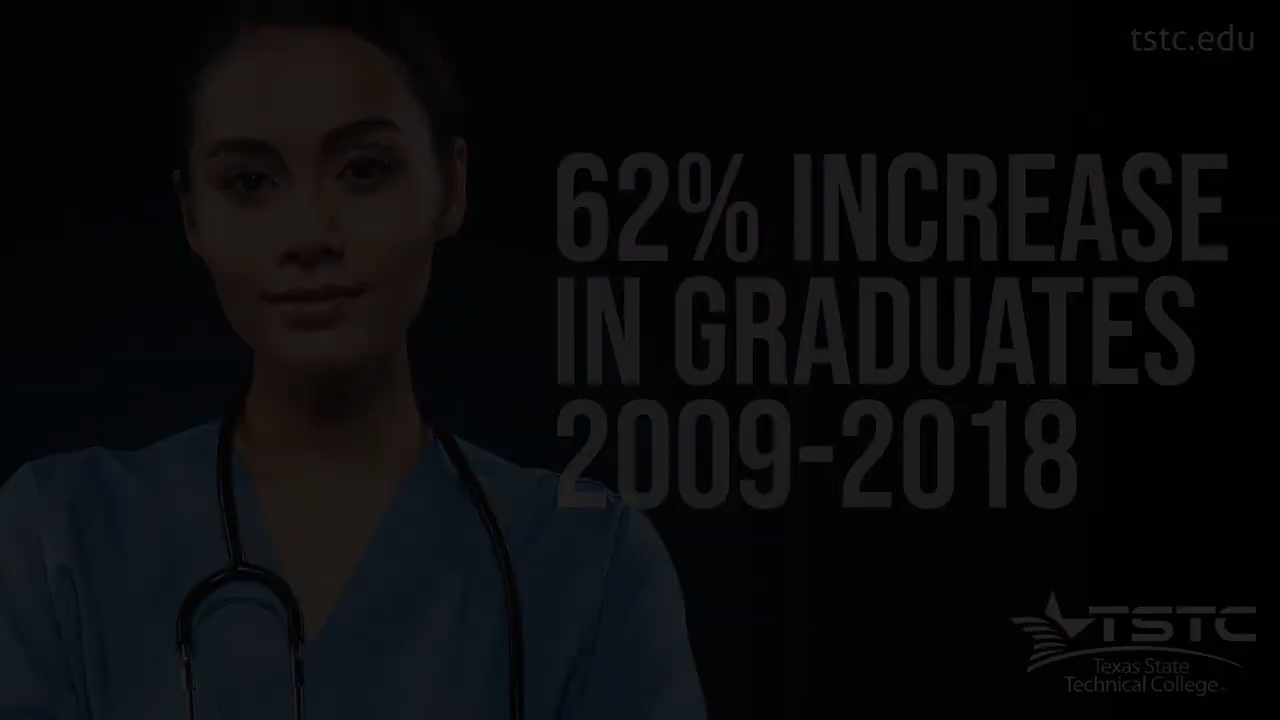 tstc.edu
62% INCREASE
IN GRADUATES
2009-2018
TSTC
Texas State
Technical College